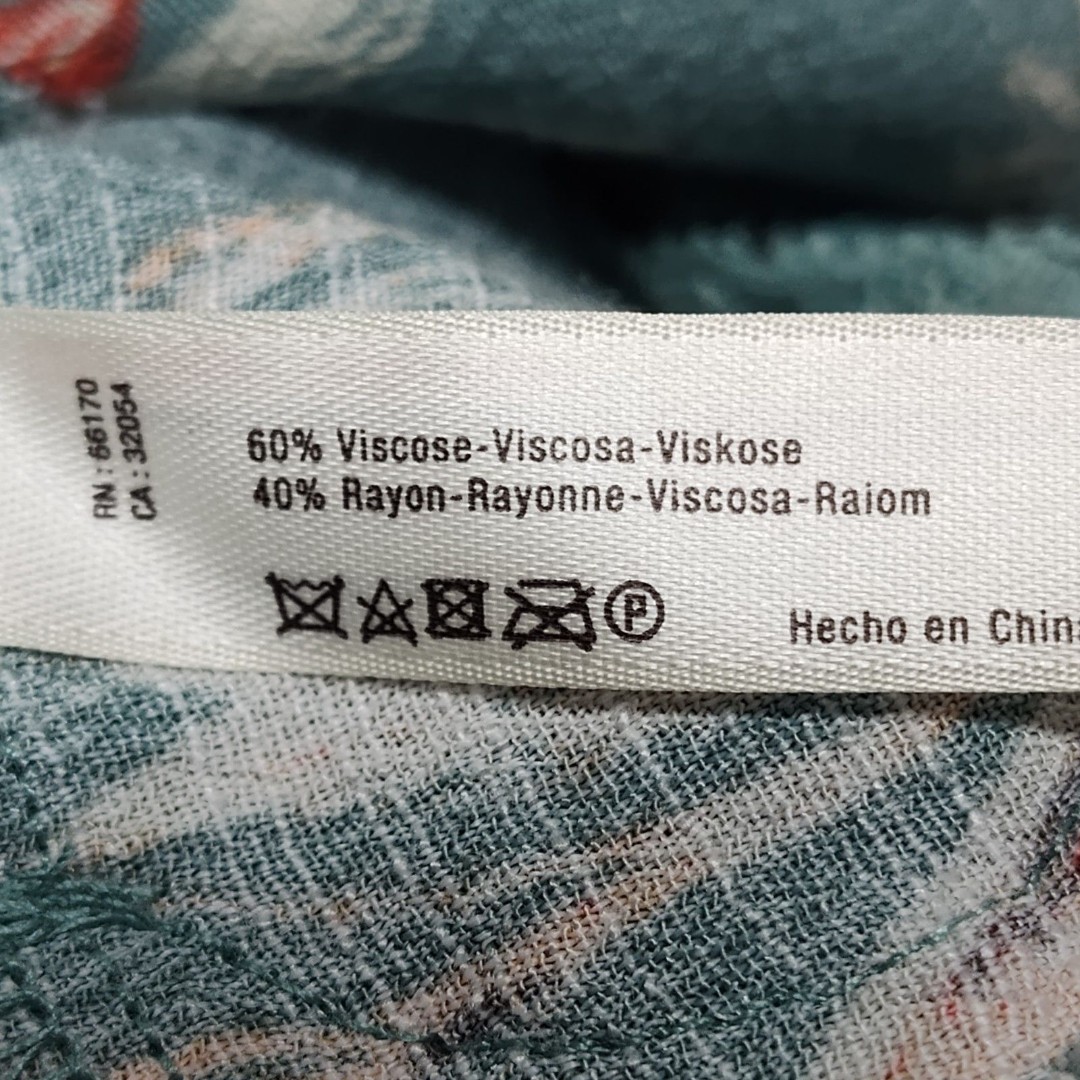 RN : 66170
CA : 32054
60% Viscose-Viscosa-Viskose
40% Rayon-Rayonne-Viscosa-Raiom
P
Hecho en China